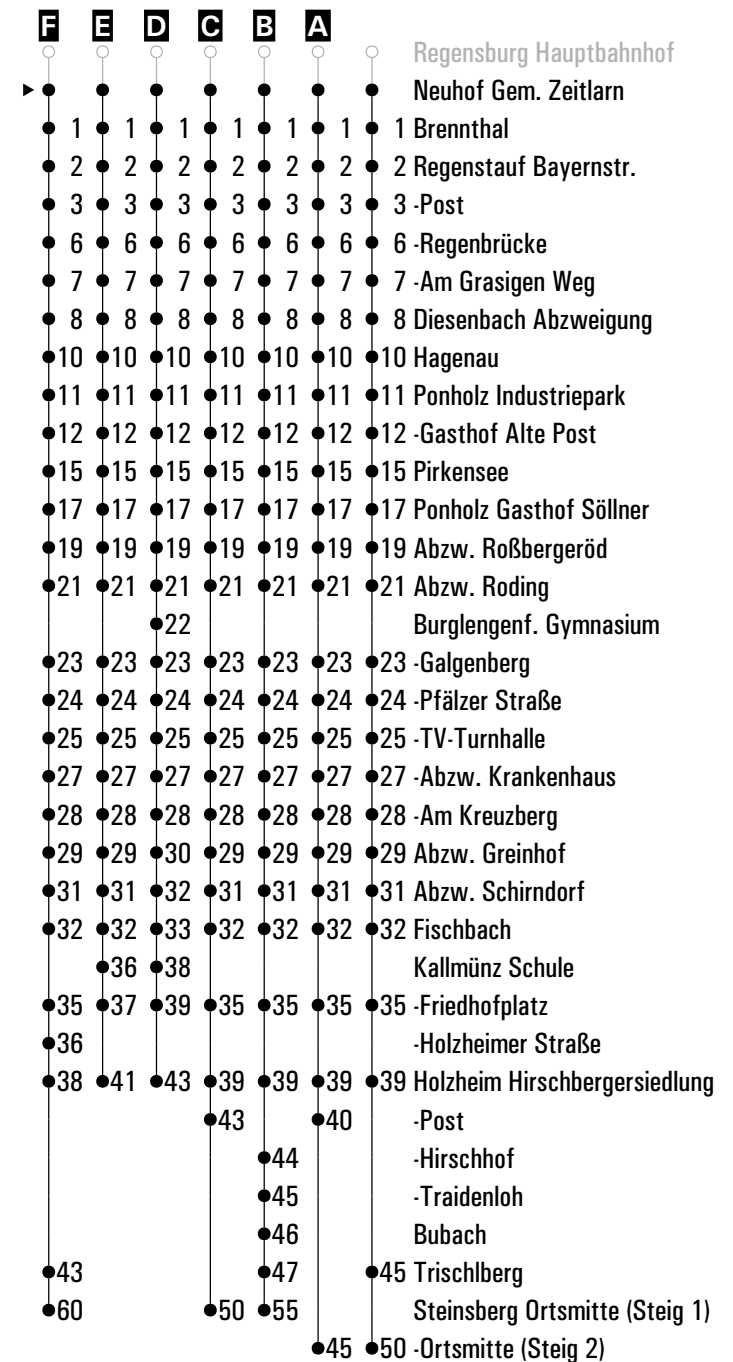 F E D C B A
Regensburg Hauptbahnhof
Neuhof Gem. Zeitlarn
1 1 1 1 1 1 1 Brennthal
2 2 2 2 2 2 2 Regenstauf Bayernstr.
3 3 3 3 3 3 3 -Post
6 6 6 6 6 6 6 -Regenbrücke
7 7 7 7 7 7 7 -Am Grasigen Weg
8 8 8 8 8 8 8 Diesenbach Abzweigung
10 10 10 10 10 10 10 Hagenau
11 11 11 11 11 11 11 Ponholz Industriepark
12 12 12 12 12 12 12 -Gasthof Alte Post
15 15 15 15 15 15 15 Pirkensee
17 17 17 17 17 17 17 Ponholz Gasthof Söllner
19 19 19 19 19 19 19 Abzw. Roßbergeröd
21 21 21 21 21 21 21 Abzw. Roding
22 Burglengenf. Gymnasium
23 23 23 23 23 23 23 -Galgenberg
24 24 24 24 24 24 24 -Pfälzer Straße
25 25 25 25 25 25 25 -TV-Turnhalle
27 27 27 27 27 27 27 -Abzw. Krankenhaus
28 28 28 28 28 28 28 -Am Kreuzberg
29 29 30 29 29 29 29 Abzw. Greinhof
31 31 32 31 31 31 31 Abzw. Schirndorf
32 32 33 32 32 32 32 Fischbach
36 38 Kallmünz Schule
35 37 39 35 35 35 35 -Friedhofplatz
36 -Holzheimer Straße
38 41 43 39 39 39 39 Holzheim Hirschbergersiedlung
43 40 -Post
44 -Hirschhof
45 -Traidenloh
46 Bubach
43 47 45 Trischlberg
60 50 55 Steinsberg Ortsmitte (Steig 1)
45 50 -Ortsmitte (Steig 2)